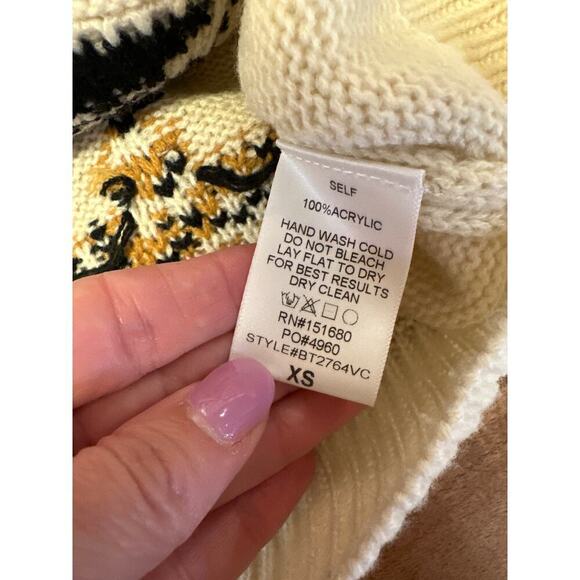 SELF
100%ACRYLIC
HAND WASH COLD
DO NOT BLEACH
LAY FLAT TO DRY
FOR BEST RESULTS
DRY CLEAN
RN#151680
PO#4960
STYLE#BT2764VC
XS